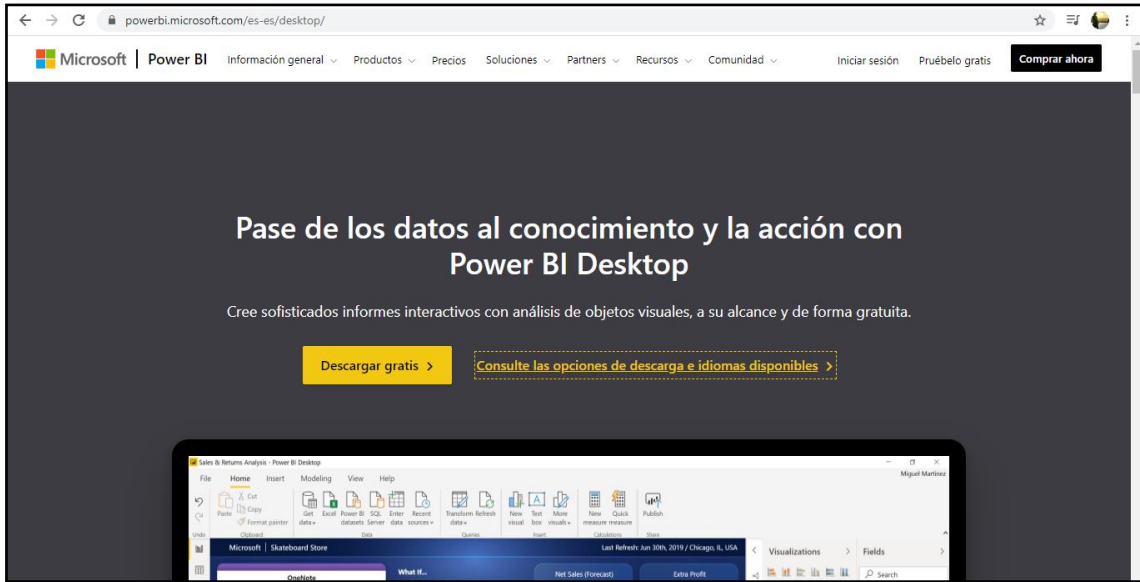 powerbi.microsoft.com/es-es/desktop/
Microsoft Power BI Información general Productos Precios Soluciones Partners Recursos Comunidad Iniciar sesión Pruébelo gratis Comprar ahora
Pase de los datos al conocimiento y la acción con
Power BI Desktop
Cree sofisticados informes interactivos con análisis de objetos visuales, a su alcance y de forma gratuita.
Descargar gratis Consulte las opciones de descarga e idiomas disponibles
Sales & Returns Analysis - Power BI Desktop
Miguel Martinez
File Home Insert Modeling View Help
Cut
Copy
Format painter
Paste
Get data
Excel
Power BI datasets
SQL Server
Enter data
Recent sources
Transform data
Refresh
New visual
Text box
More visuals
New measure
Quick measure
Publish
Undo Clipboard Data Queries Insert Calculations Share
Microsoft Skateboard Store Last Refresh: Jun 30th, 2019 / Chicago, IL, USA Visualizations Fields
OneNote What If... Net Sales (Forecast) Extra Profit Search